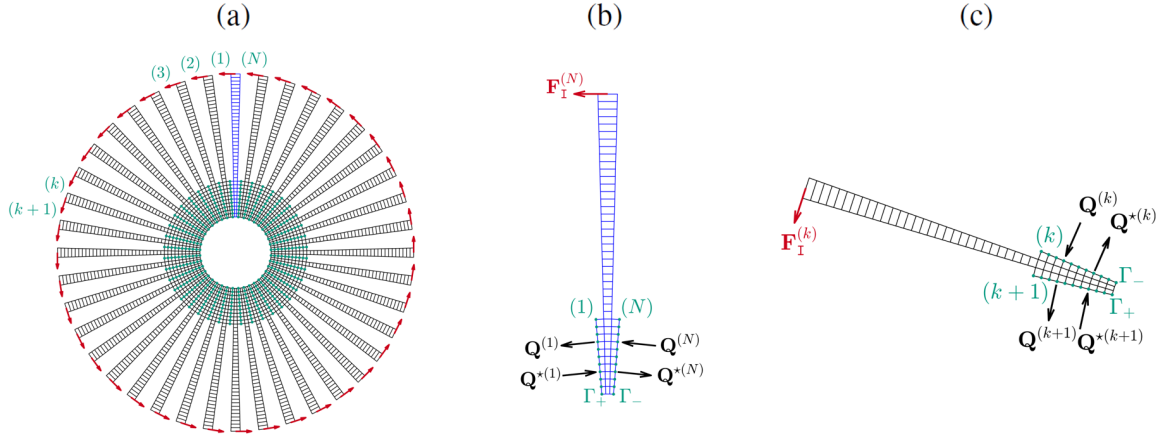 (a)
(b)
(c)
(3) (2) (1) (N)
(k)
(k+1)
F_I^(N)
(1) (N)
Q^(1) Q^(N)
Q^⋆(1) Q^⋆(N)
Γ_+ Γ_-
F_I^(k)
Q^(k)
Q^⋆(k)
(k)
(k+1)
Γ_-
Γ_+
Q^(k+1) Q^⋆(k+1)